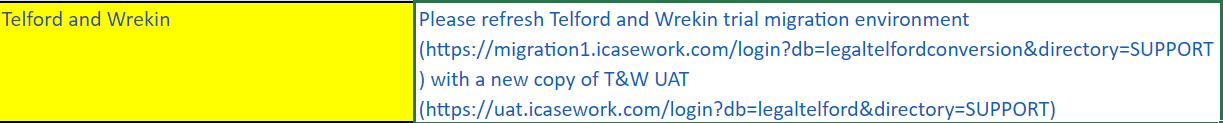 Telford and Wrekin
Please refresh Telford and Wrekin trial migration environment
(https://migration1.icasework.com/login?db=legaltelfordconversion&directory=SUPPORT
) with a new copy of T&W UAT
(https://uat.icasework.com/login?db=legaltelford&directory=SUPPORT)